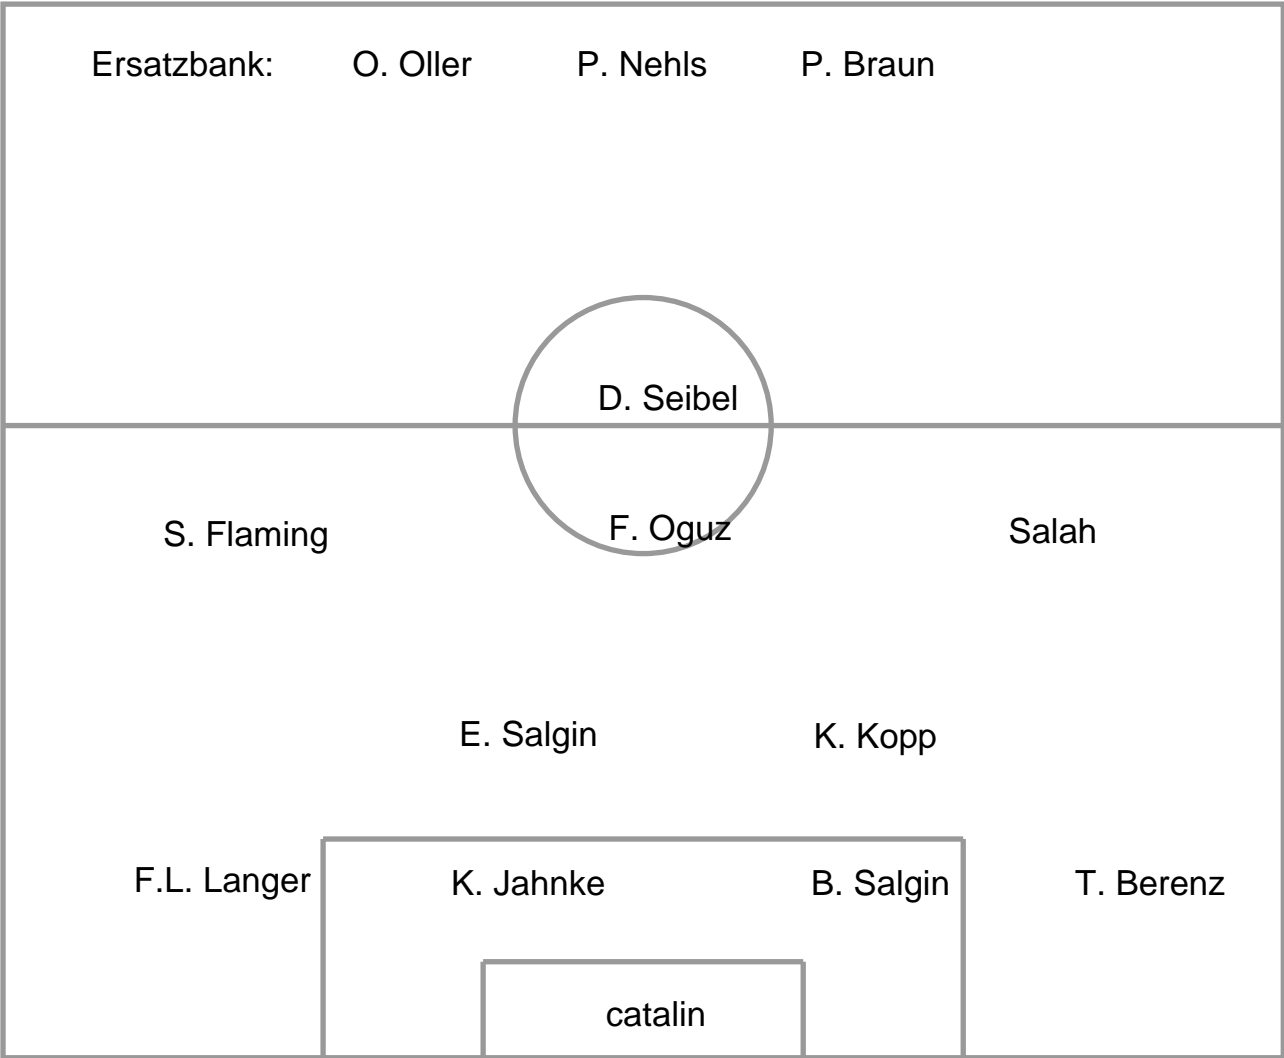 Ersatzbank: O. Oller P. Nehls P. Braun
D. Seibel
S. Flaming F. Oguz Salah
E. Salgin K. Kopp
F.L. Langer K. Jahnke B. Salgin T. Berenz
catalin